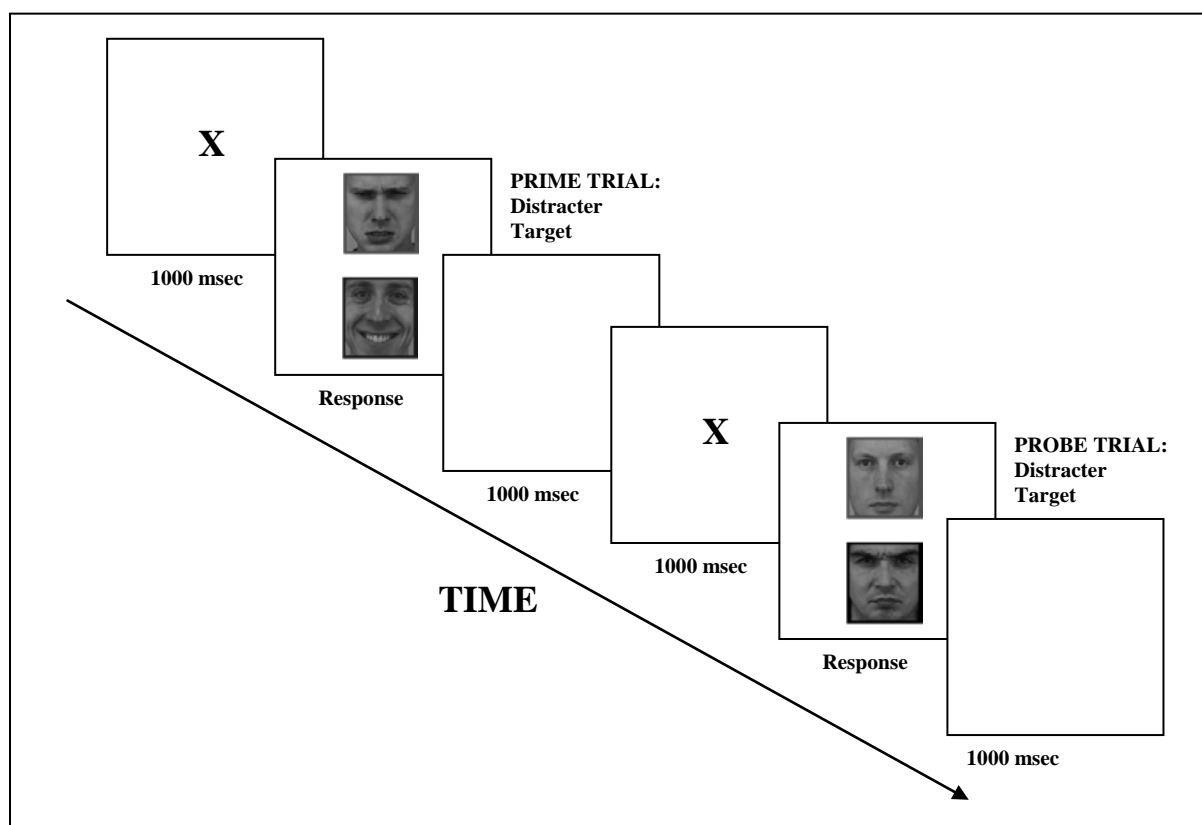 X
1000 msec
PRIME TRIAL:
Distracter
Target
Response
1000 msec
X
1000 msec
PROBE TRIAL:
Distracter
Target
Response
1000 msec
TIME